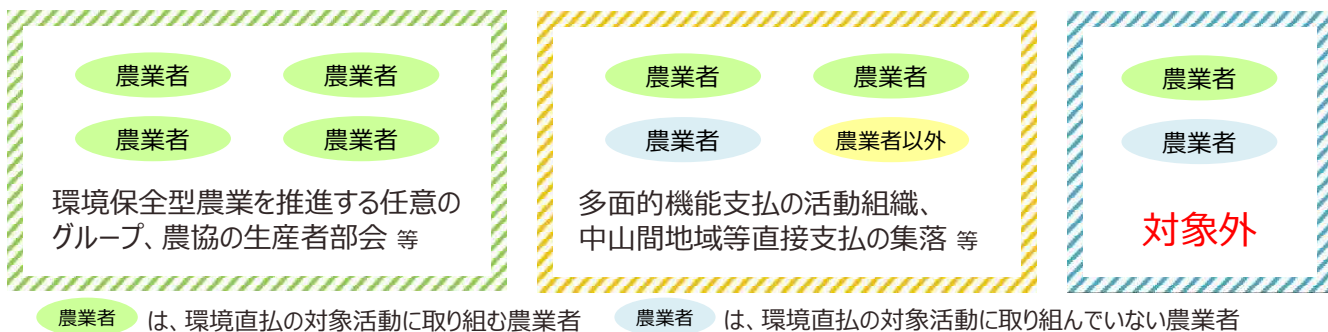 農業者 農業者
農業者 農業者
環境保全型農業を推進する任意の
グループ、農協の生産者部会 等
農業者 農業者
農業者 農業者以外
多面的機能支払の活動組織、
中山間地域等直接支払の集落 等
農業者
農業者
対象外
農業者 は、環境直払の対象活動に取り組む農業者 農業者 は、環境直払の対象活動に取り組んでいない農業者